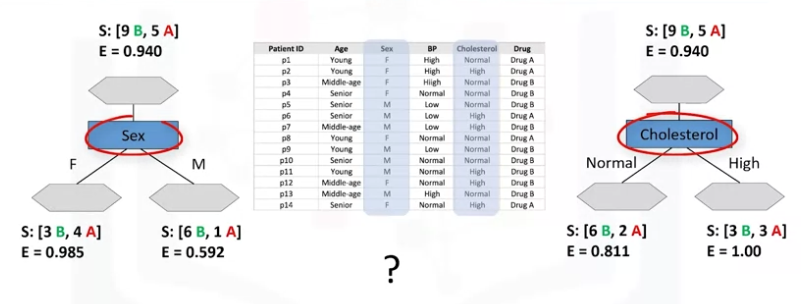 S: [9 B, 5 A]
E = 0.940
Sex
F
M
S: [3 B, 4 A]
E = 0.985
S: [6 B, 1 A]
E = 0.592
Patient ID Age Sex BP Cholesterol Drug
p1 Young F High Normal Drug A
p2 Young F High High Drug A
p3 Middle-age F High Normal Drug B
p4 Senior F Normal Normal Drug B
p5 Senior M Low Normal Drug B
p6 Senior M Low High Drug A
p7 Middle-age M Low High Drug B
p8 Young F Normal Normal Drug A
p9 Young M Low Normal Drug B
p10 Senior M Normal Normal Drug B
p11 Young M Normal High Drug B
p12 Middle-age F Normal High Drug B
p13 Middle-age M High Normal Drug B
p14 Senior F Normal High Drug A
?
S: [9 B, 5 A]
E = 0.940
Cholesterol
Normal
High
S: [6 B, 2 A]
E = 0.811
S: [3 B, 3 A]
E = 1.00